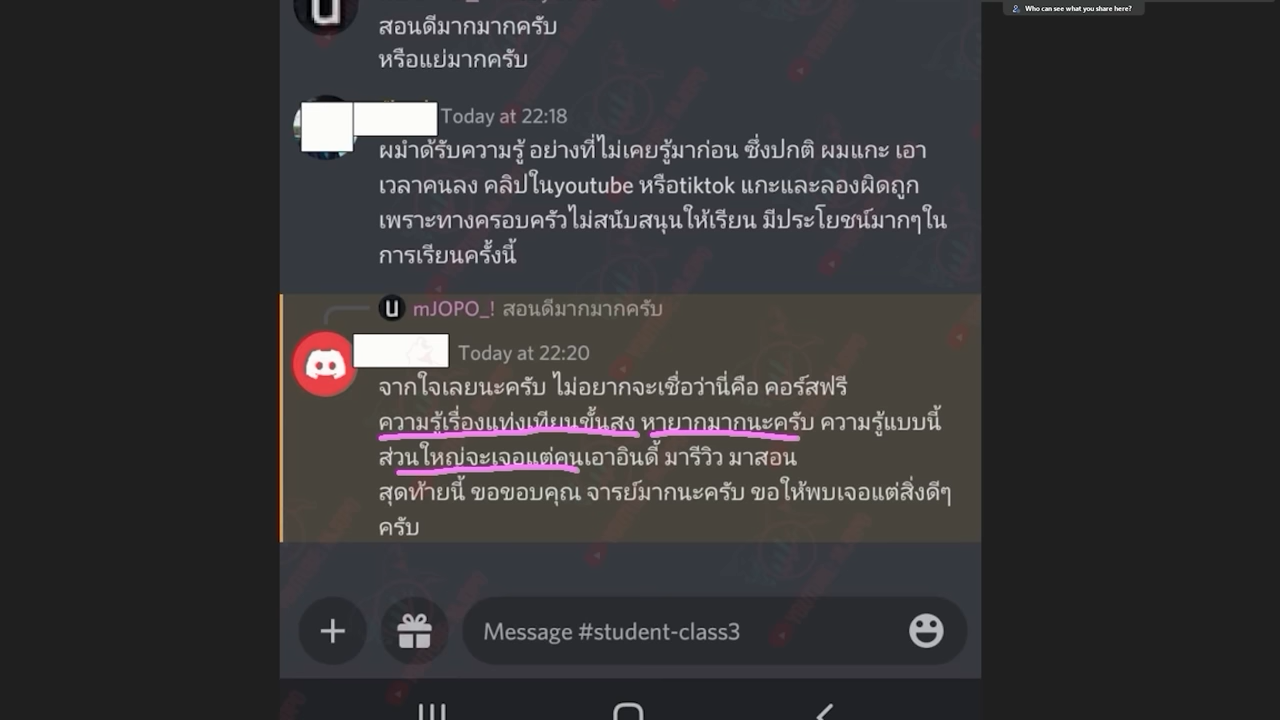 Who can see what you share here?
สอนดีมากมากครับ
หรือแย่มากครับ
Today at 22:18
ผมำด้รับความรู้ อย่างที่ไม่เคยรู้มาก่อน ซึ่งปกติ ผมแกะ เอา
เวลาคนลง คลิปในyoutube หรือtiktok แกะและลองผิดถูก
เพราะทางครอบครัวไม่สนับสนุนให้เรียน มีประโยชน์มากๆใน
การเรียนครั้งนี้
mJOPO_! สอนดีมากมากครับ
Today at 22:20
จากใจเลยนะครับ ไม่อยากจะเชื่อว่านี่คือ คอร์สฟรี
ความรู้เรื่องแท่งเทียนขั้นสูง หายากมากนะครับ ความรู้แบบนี้
ส่วนใหญ่จะเจอแต่คนเอาอินดี้ มารีวิว มาสอน
สุดท้ายนี้ ขอขอบคุณ จารย์มากนะครับ ขอให้พบเจอแต่สิ่งดีๆ
ครับ
Message #student-class3